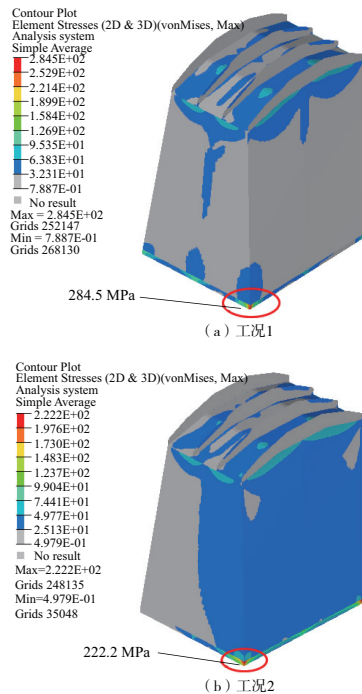 Contour Plot
Element Stresses (2D & 3D)(vonMises, Max)
Analysis system
Simple Average
2.845E+02
2.529E+02
2.214E+02
1.899E+02
1.584E+02
1.269E+02
9.535E+01
6.383E+01
3.231E+01
7.887E-01
No result
Max = 2.845E+02
Grids 252147
Min = 7.887E-01
Grids 268130
284.5 MPa
（a）工况1
Contour Plot
Element Stresses (2D & 3D)(vonMises, Max)
Analysis system
Simple Average
2.222E+02
1.976E+02
1.730E+02
1.483E+02
1.237E+02
9.904E+01
7.441E+01
4.977E+01
2.513E+01
4.979E-01
No result
Max=2.222E+02
Grids 248135
Min=4.979E-01
Grids 35048
222.2 MPa
（b）工况2